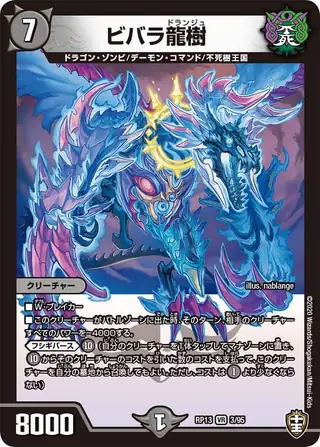 7
ドランジュ
ビバラ龍樹
不死
ドラゴン・ゾンビ/デーモン・コマンド/不死樹王国
クリーチャー
illus. nablange
W・ブレイカー
このクリーチャーがバトルゾーンに出た時、そのターン、相手のクリーチャー
すべてのパワーを-4000する。
フシギバース 10(自分のクリーチャーを1体タップしてマナゾーンに置き、
10からそのクリーチャーのコストを引いた数のコストを支払って、このクリー
チャーを自分の墓地から召喚してもよい。ただし、コストは1以下よりなくなら
ない)
©2020 Wizards/Shogakukan/Mitsui-Kids
8000
RP13 VR 3/95